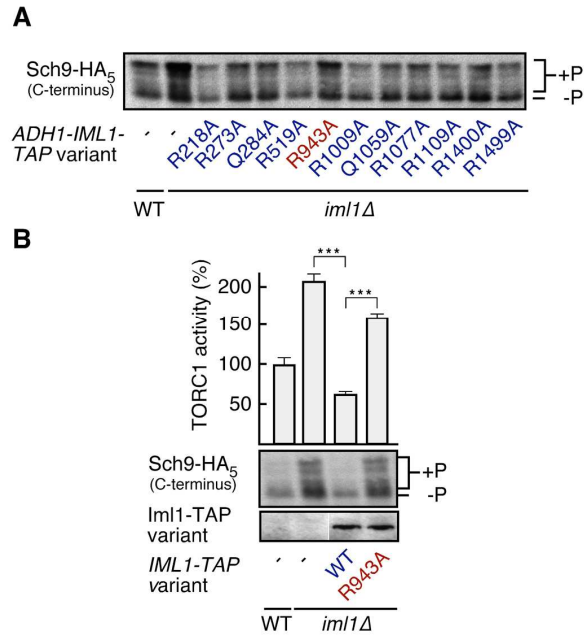 A
Sch9-HA5
(C-terminus)
+P
-P
ADH1-IML1-
TAP variant
- - R218A R273A Q284A R519A R943A R1009A Q1059A R1077A R1109A R1400A R1499A
WT iml1Δ
B
***
***
TORC1 activity (%)
200
150
100
50
Sch9-HA5
(C-terminus)
+P
-P
Iml1-TAP
variant
IML1-TAP
variant
- - WT R943A
WT iml1Δ